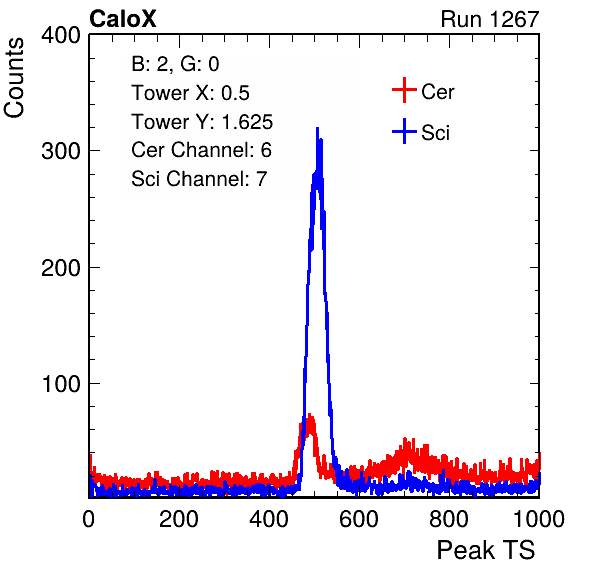 CaloX Run 1267
Counts
400
300
200
100
B: 2, G: 0
Tower X: 0.5
Tower Y: 1.625
Cer Channel: 6
Sci Channel: 7
Cer
Sci
0 200 400 600 800 1000
Peak TS